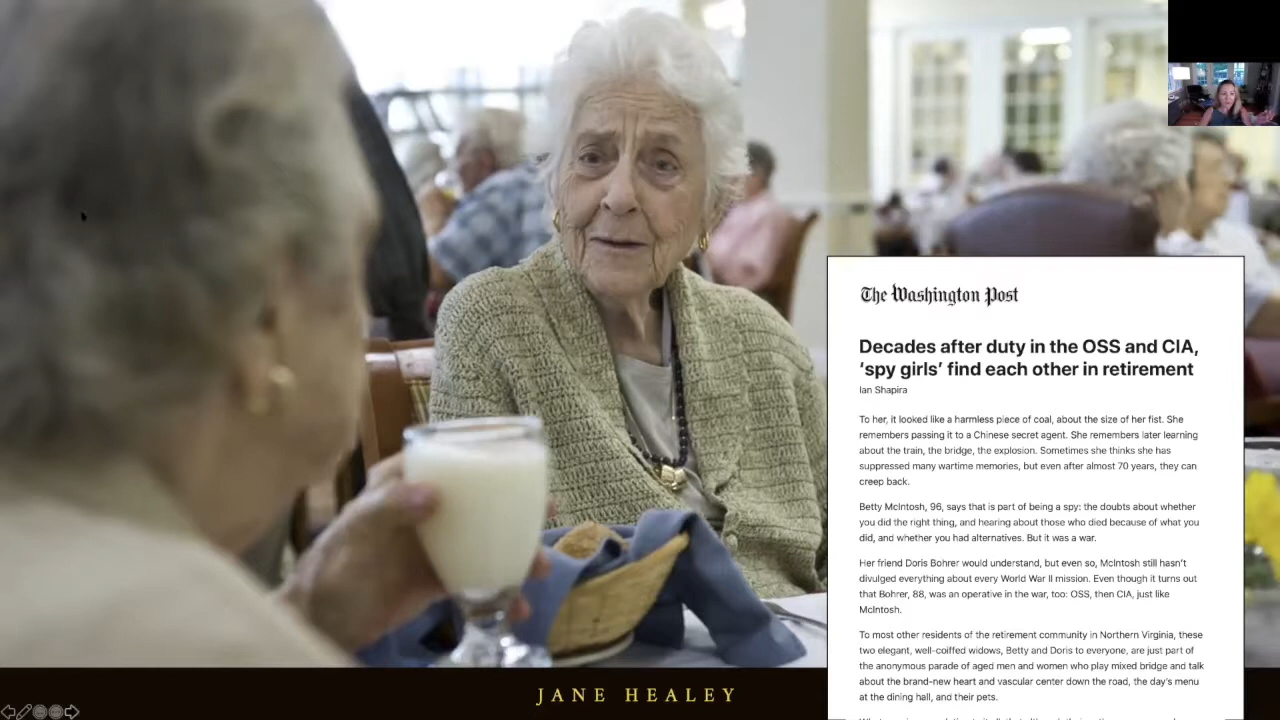 The Washington Post
Decades after duty in the OSS and CIA,
‘spy girls’ find each other in retirement
Ian Shapira
To her, it looked like a harmless piece of coal, about the size of her fist. She
remembers passing it to a Chinese secret agent. She remembers later learning
about the train, the bridge, the explosion. Sometimes she thinks she has
suppressed many wartime memories, but even after almost 70 years, they can
creep back.
Betty McIntosh, 96, says that is part of being a spy: the doubts about whether
you did the right thing, and hearing about those who died because of what you
did, and whether you had alternatives. But it was a war.
Her friend Doris Bohrer would understand, but even so, McIntosh still hasn’t
divulged everything about every World War II mission. Even though it turns out
that Bohrer, 88, was an operative in the war, too: OSS, then CIA, just like
McIntosh.
To most other residents of the retirement community in Northern Virginia, these
two elegant, well-coiffed widows, Betty and Doris to everyone, are just part of
the anonymous parade of aged men and women who play mixed bridge and talk
about the brand-new heart and vascular center down the road, the day’s menu
at the dining hall, and their pets.
JANE HEALEY